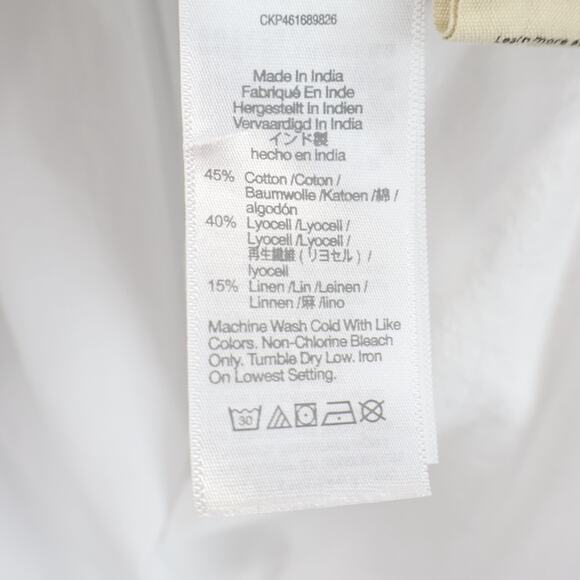 CKP461689826
Learn more a
Made In India
Fabriqué En Inde
Hergestellt In Indien
Vervaardigd In India
インド製
hecho en india
45% Cotton /Coton /
Baumwolle /Katoen /綿 /
algodón
40% Lyocell /Lyocell /
Lyocell /Lyocell /
再生繊維 ( リヨセル ) /
lyocell
15% Linen /Lin /Leinen /
Linnen /麻 /lino
Machine Wash Cold With Like
Colors. Non-Chlorine Bleach
Only. Tumble Dry Low. Iron
On Lowest Setting.
30